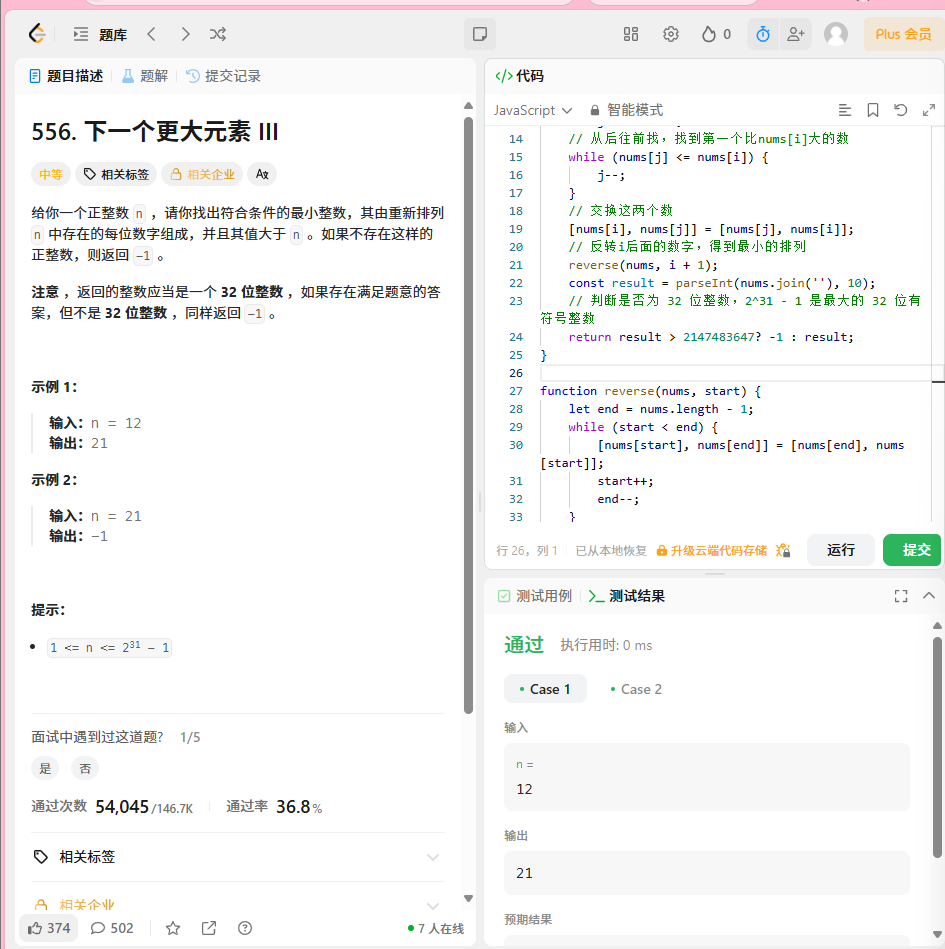 题库
0
Plus 会员
题目描述
题解
提交记录
556. 下一个更大元素 III
中等
相关标签
相关企业
给你一个正整数 n ，请你找出符合条件的最小整数，其由重新排列
n 中存在的每位数字组成，并且其值大于 n 。如果不存在这样的
正整数，则返回 -1 。
注意 ，返回的整数应当是一个 32 位整数 ，如果存在满足题意的答
案，但不是 32 位整数 ，同样返回 -1 。
示例 1：
输入：n = 12
输出：21
示例 2：
输入：n = 21
输出：-1
提示：
1 <= n <= 2³¹ - 1
面试中遇到过这道题? 1/5
是
否
通过次数 54,045/146.7K
通过率 36.8%
相关标签
相关企业
374
502
7 人在线
</> 代码
JavaScript
智能模式
14 // 从后往前找，找到第一个比nums[i]大的数
15 while (nums[j] <= nums[i]) {
16 j--;
17 }
18 // 交换这两个数
19 [nums[i], nums[j]] = [nums[j], nums[i]];
20 // 反转i后面的数字，得到最小的排列
21 reverse(nums, i + 1);
22 const result = parseInt(nums.join(''), 10);
23 // 判断是否为 32 位整数，2^31 - 1 是最大的 32 位有
符号整数
24 return result > 2147483647? -1 : result;
25 }
26
27 function reverse(nums, start) {
28 let end = nums.length - 1;
29 while (start < end) {
30 [nums[start], nums[end]] = [nums[end], nums
[start]];
31 start++;
32 end--;
33 }
行 26，列 1
已从本地恢复
升级云端代码存储
运行
提交
测试用例
测试结果
通过
执行用时: 0 ms
Case 1
Case 2
输入
n =
12
输出
21
预期结果